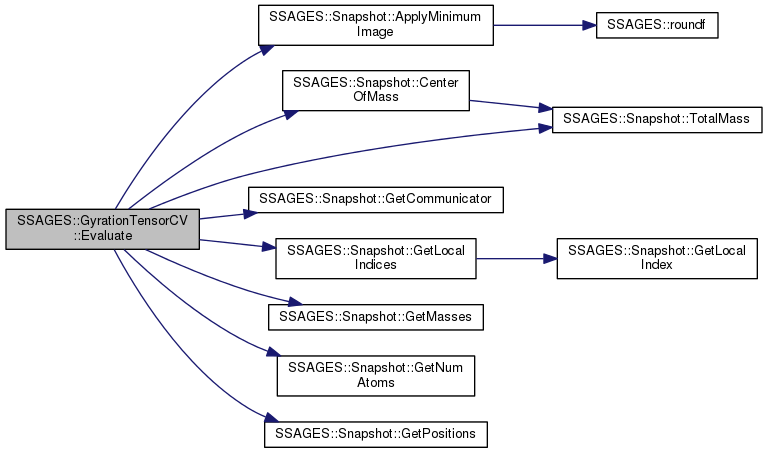 SSAGES::GyrationTensorCV
::Evaluate
SSAGES::Snapshot::ApplyMinimum
Image
SSAGES::roundf
SSAGES::Snapshot::Center
OfMass
SSAGES::Snapshot::TotalMass
SSAGES::Snapshot::GetCommunicator
SSAGES::Snapshot::GetLocal
Indices
SSAGES::Snapshot::GetLocal
Index
SSAGES::Snapshot::GetMasses
SSAGES::Snapshot::GetNum
Atoms
SSAGES::Snapshot::GetPositions